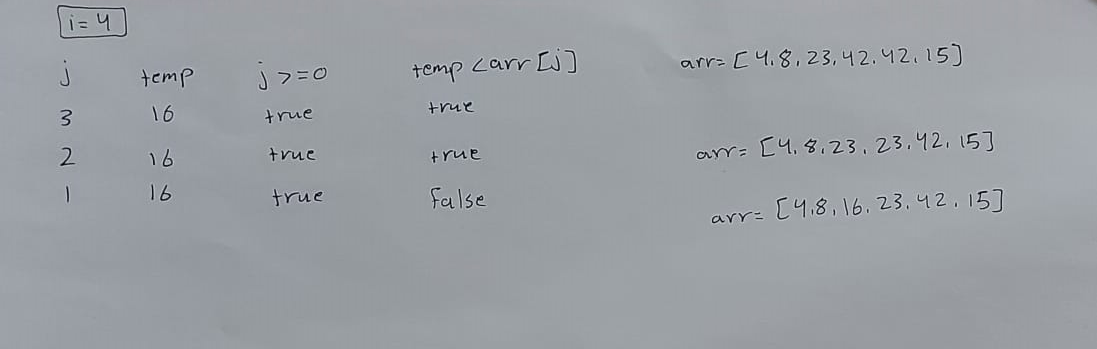 i=4
j temp j>=0 temp<arr[j] arr=[4,8,23,42,42,15]
3 16 true true
2 16 true true arr=[4,8,23,23,42,15]
1 16 true false arr=[4,8,16,23,42,15]